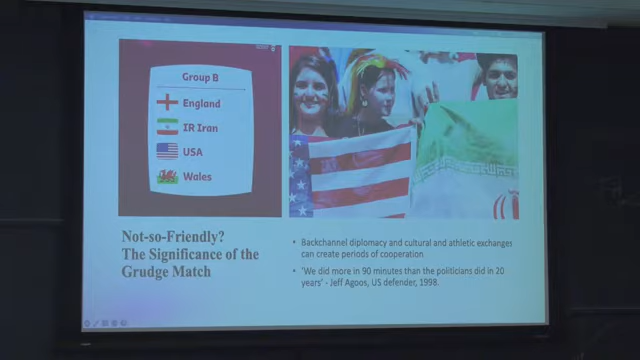 Group B
England
IR Iran
USA
Wales
Not-so-Friendly?
The Significance of the
Grudge Match
• Backchannel diplomacy and cultural and athletic exchanges
can create periods of cooperation
• 'We did more in 90 minutes than the politicians did in 20
years' - Jeff Agoos, US defender, 1998.